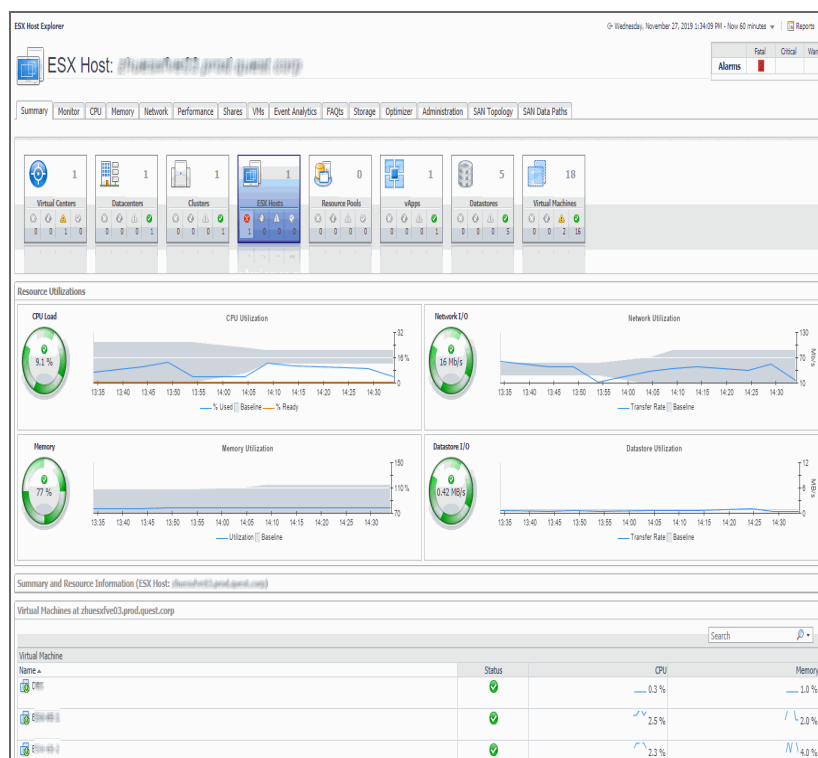 ESX Host Explorer
Wednesday, November 27, 2019 1:34:09 PM - Now 60 minutes
Reports
ESX Host:
Fatal Critical War
Alarms
Summary Monitor CPU Memory Network Performance Shares VMs Event Analytics FAQts Storage Optimizer Administration SAN Topology SAN Data Paths
1 1 1 1 0 1 5 18
Virtual Centers Datacenters Clusters ESX Hosts Resource Pools vApps Datastores Virtual Machines
0 0 1 0 0 0 0 1 0 0 0 1 1 0 0 0 0 0 0 0 0 0 0 1 0 0 0 5 0 0 2 16
Resource Utilizations
CPU Load
9.1 %
CPU Utilization
32
16 %
0
13:35 13:40 13:45 13:50 13:55 14:00 14:05 14:10 14:15 14:20 14:25 14:30
% Used Baseline % Ready
Network I/O
16 Mb/s
Network Utilization
130
70
10
Mb/s
13:35 13:40 13:45 13:50 13:55 14:00 14:05 14:10 14:15 14:20 14:25 14:30
Transfer Rate Baseline
Memory
77 %
Memory Utilization
150
110 %
70
13:35 13:40 13:45 13:50 13:55 14:00 14:05 14:10 14:15 14:20 14:25 14:30
Utilization Baseline
Datastore I/O
0.42 MB/s
Datastore Utilization
12
6
0
MB/s
13:35 13:40 13:45 13:50 13:55 14:00 14:05 14:10 14:15 14:20 14:25 14:30
Transfer Rate Baseline
Summary and Resource Information (ESX Host:
Virtual Machines at zhuesxfve03.prod.quest.corp
Search
Virtual Machine
Name Status CPU Memory
0.3 % 1.0 %
2.5 % 2.0 %
2.3 % 4.0 %